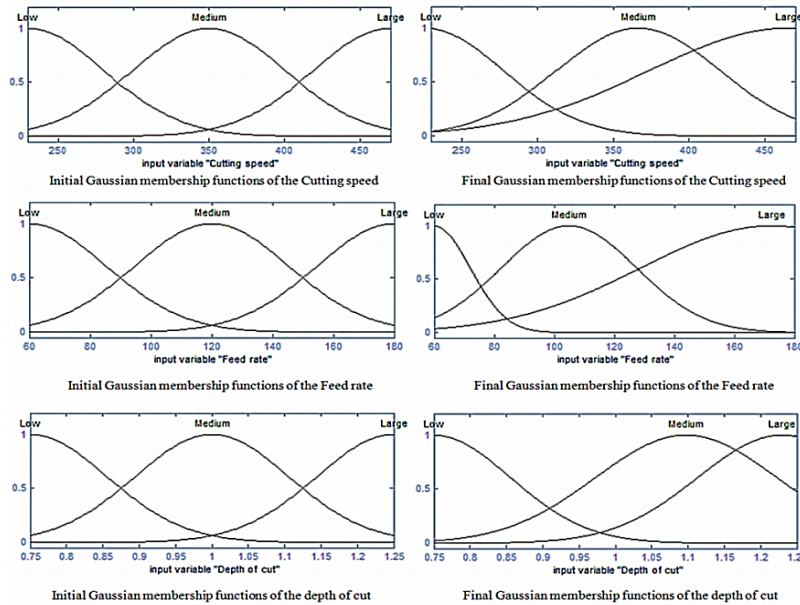 Low Medium Large
1
0.5
0
250 300 350 400 450
input variable "Cutting speed"
Initial Gaussian membership functions of the Cutting speed
Low Medium Large
1
0.5
0
250 300 350 400 450
input variable "Cutting speed"
Final Gaussian membership functions of the Cutting speed
Low Medium Large
1
0.5
0
60 80 100 120 140 160 180
input variable "Feed rate"
Initial Gaussian membership functions of the Feed rate
Low Medium Large
1
0.5
0
60 80 100 120 140 160 180
input variable "Feed rate"
Final Gaussian membership functions of the Feed rate
Low Medium Large
1
0.5
0
0.75 0.8 0.85 0.9 0.95 1 1.05 1.1 1.15 1.2 1.25
input variable "Depth of cut"
Initial Gaussian membership functions of the depth of cut
Low Medium Large
1
0.5
0
0.75 0.8 0.85 0.9 0.95 1 1.05 1.1 1.15 1.2 1.2
input variable "Depth of cut"
Final Gaussian membership functions of the depth of cut